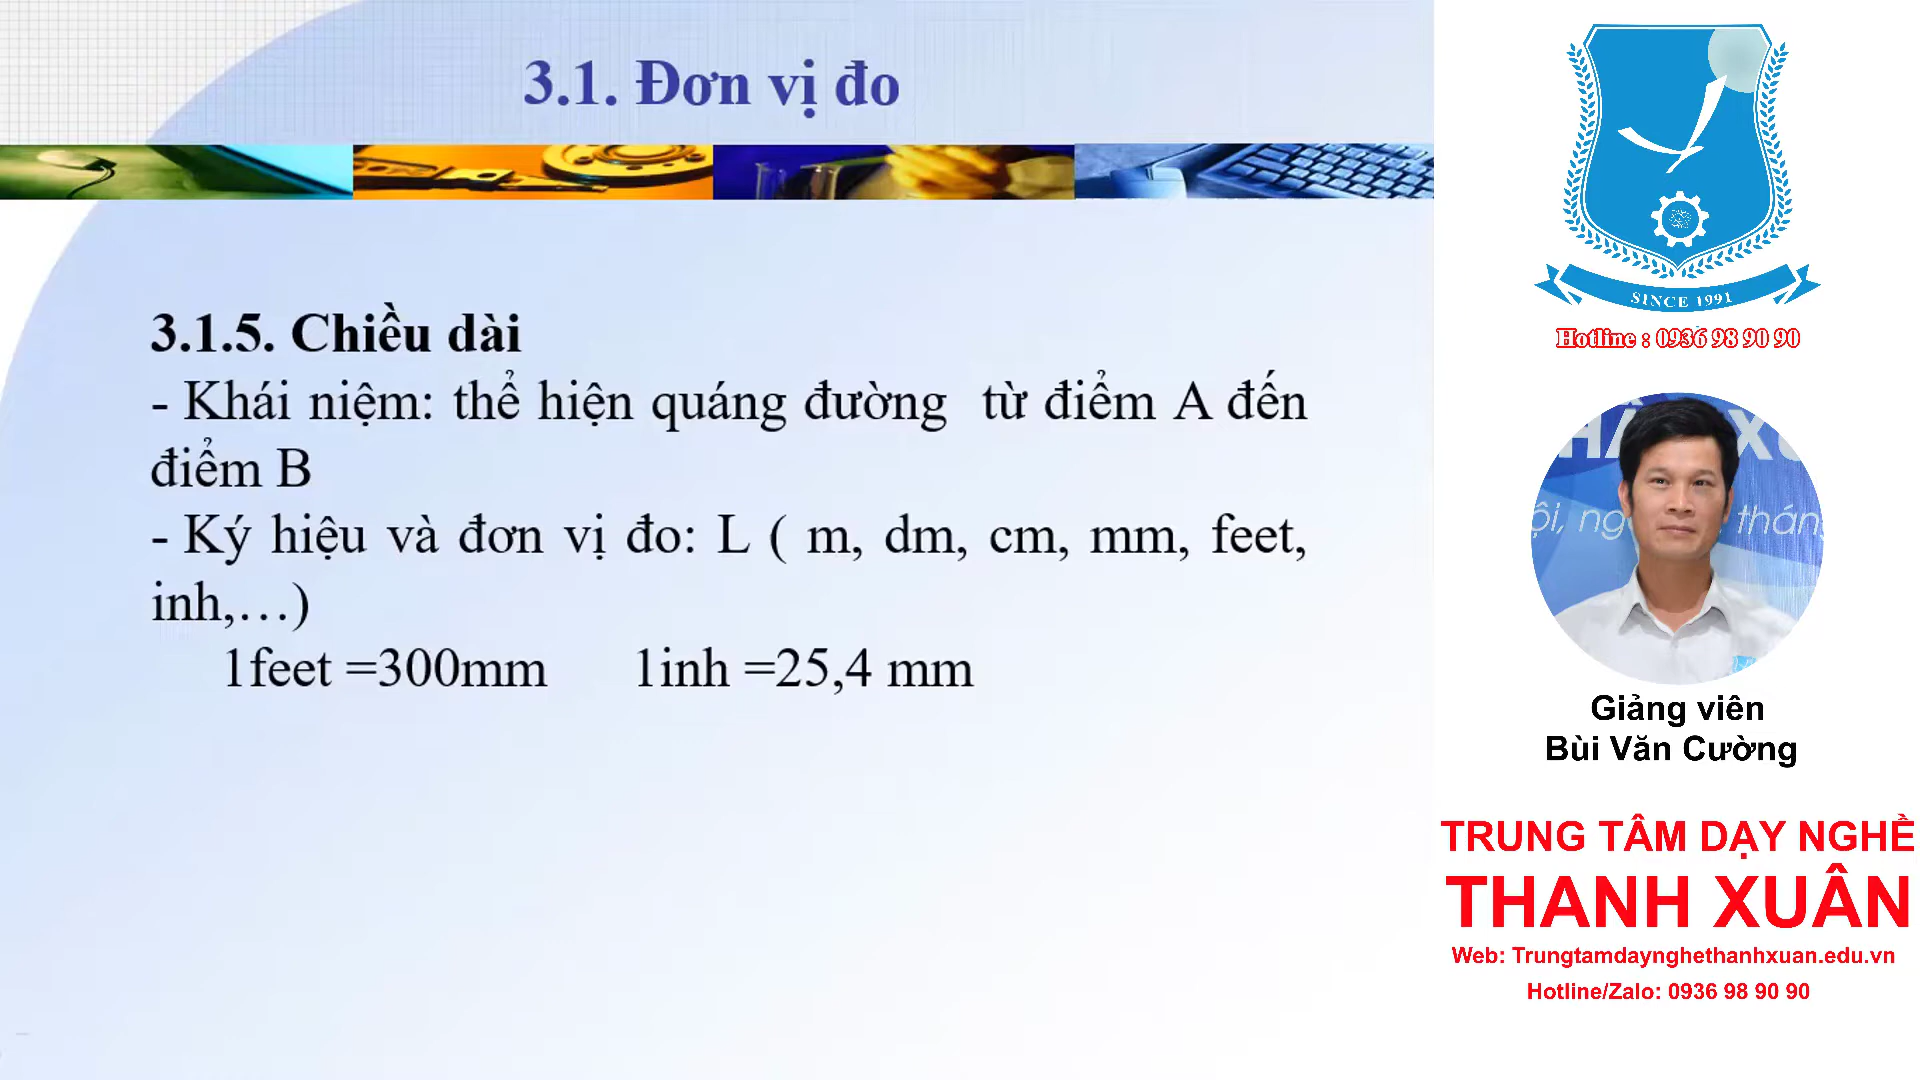 3.1. Đơn vị đo
3.1.5. Chiều dài
- Khái niệm: thể hiện quáng đường từ điểm A đến
điểm B
- Ký hiệu và đơn vị đo: L ( m, dm, cm, mm, feet,
inh,…)
1feet =300mm 1inh =25,4 mm
SINCE 1991
Hotline : 0936 98 90 90
Giảng viên
Bùi Văn Cường
TRUNG TÂM DẠY NGHỀ
THANH XUÂN
Web: Trungtamdaynghethanhxuan.edu.vn
Hotline/Zalo: 0936 98 90 90